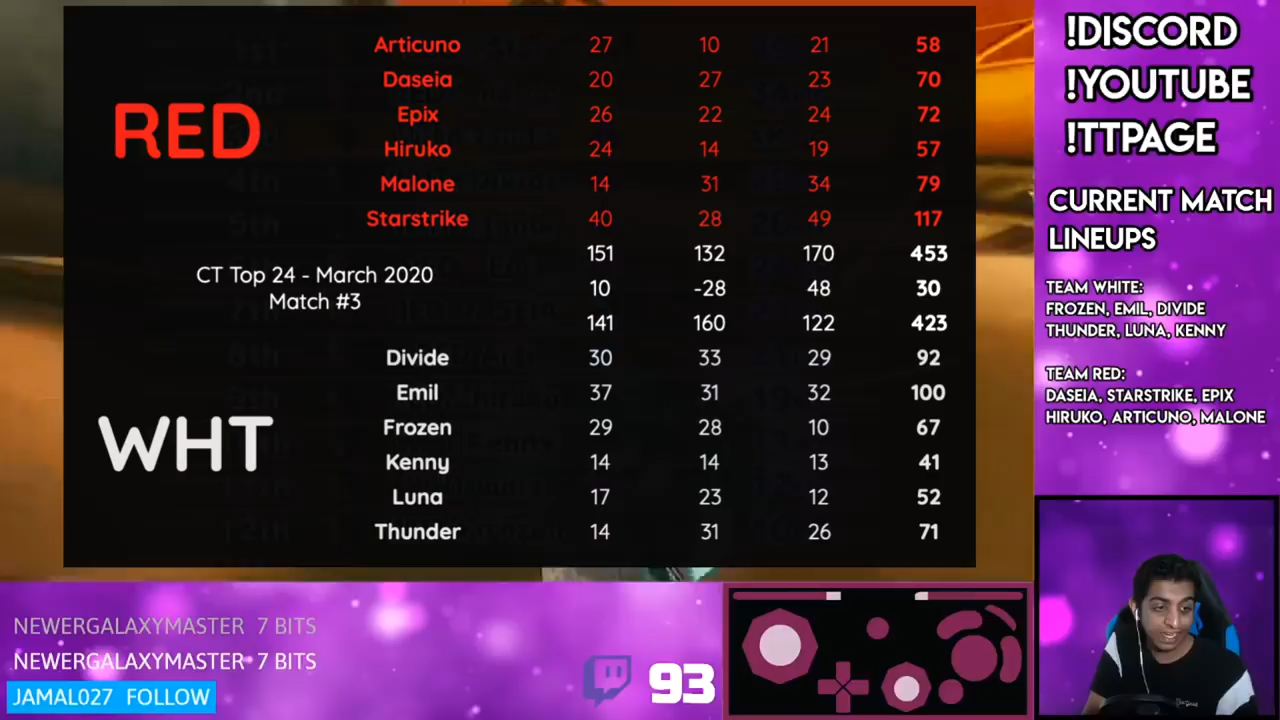 RED
Articuno 27 10 21 58
Daseia 20 27 23 70
Epix 26 22 24 72
Hiruko 24 14 19 57
Malone 14 31 34 79
Starstrike 40 28 49 117
151 132 170 453
CT Top 24 - March 2020
Match #3
10 -28 48 30
141 160 122 423
WHT
Divide 30 33 29 92
Emil 37 31 32 100
Frozen 29 28 10 67
Kenny 14 14 13 41
Luna 17 23 12 52
Thunder 14 31 26 71
!DISCORD
!YOUTUBE
!TTPAGE
CURRENT MATCH
LINEUPS
TEAM WHITE:
FROZEN, EMIL, DIVIDE
THUNDER, LUNA, KENNY
TEAM RED:
DASEIA, STARSTRIKE, EPIX
HIRUKO, ARTICUNO, MALONE
NEWERGALAXYMASTER 7 BITS
NEWERGALAXYMASTER 7 BITS
JAMAL027 FOLLOW
93